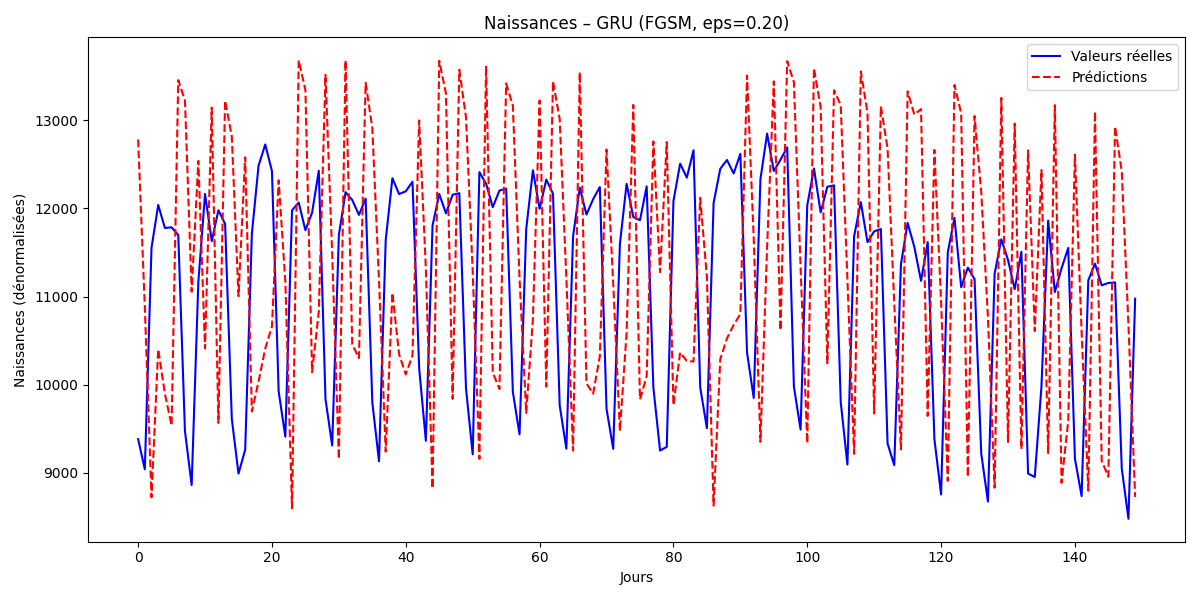 Naissances – GRU (FGSM, eps=0.20)
Valeurs réelles
Prédictions
Naissances (dénormalisées)
13000
12000
11000
10000
9000
0 20 40 60 80 100 120 140
Jours